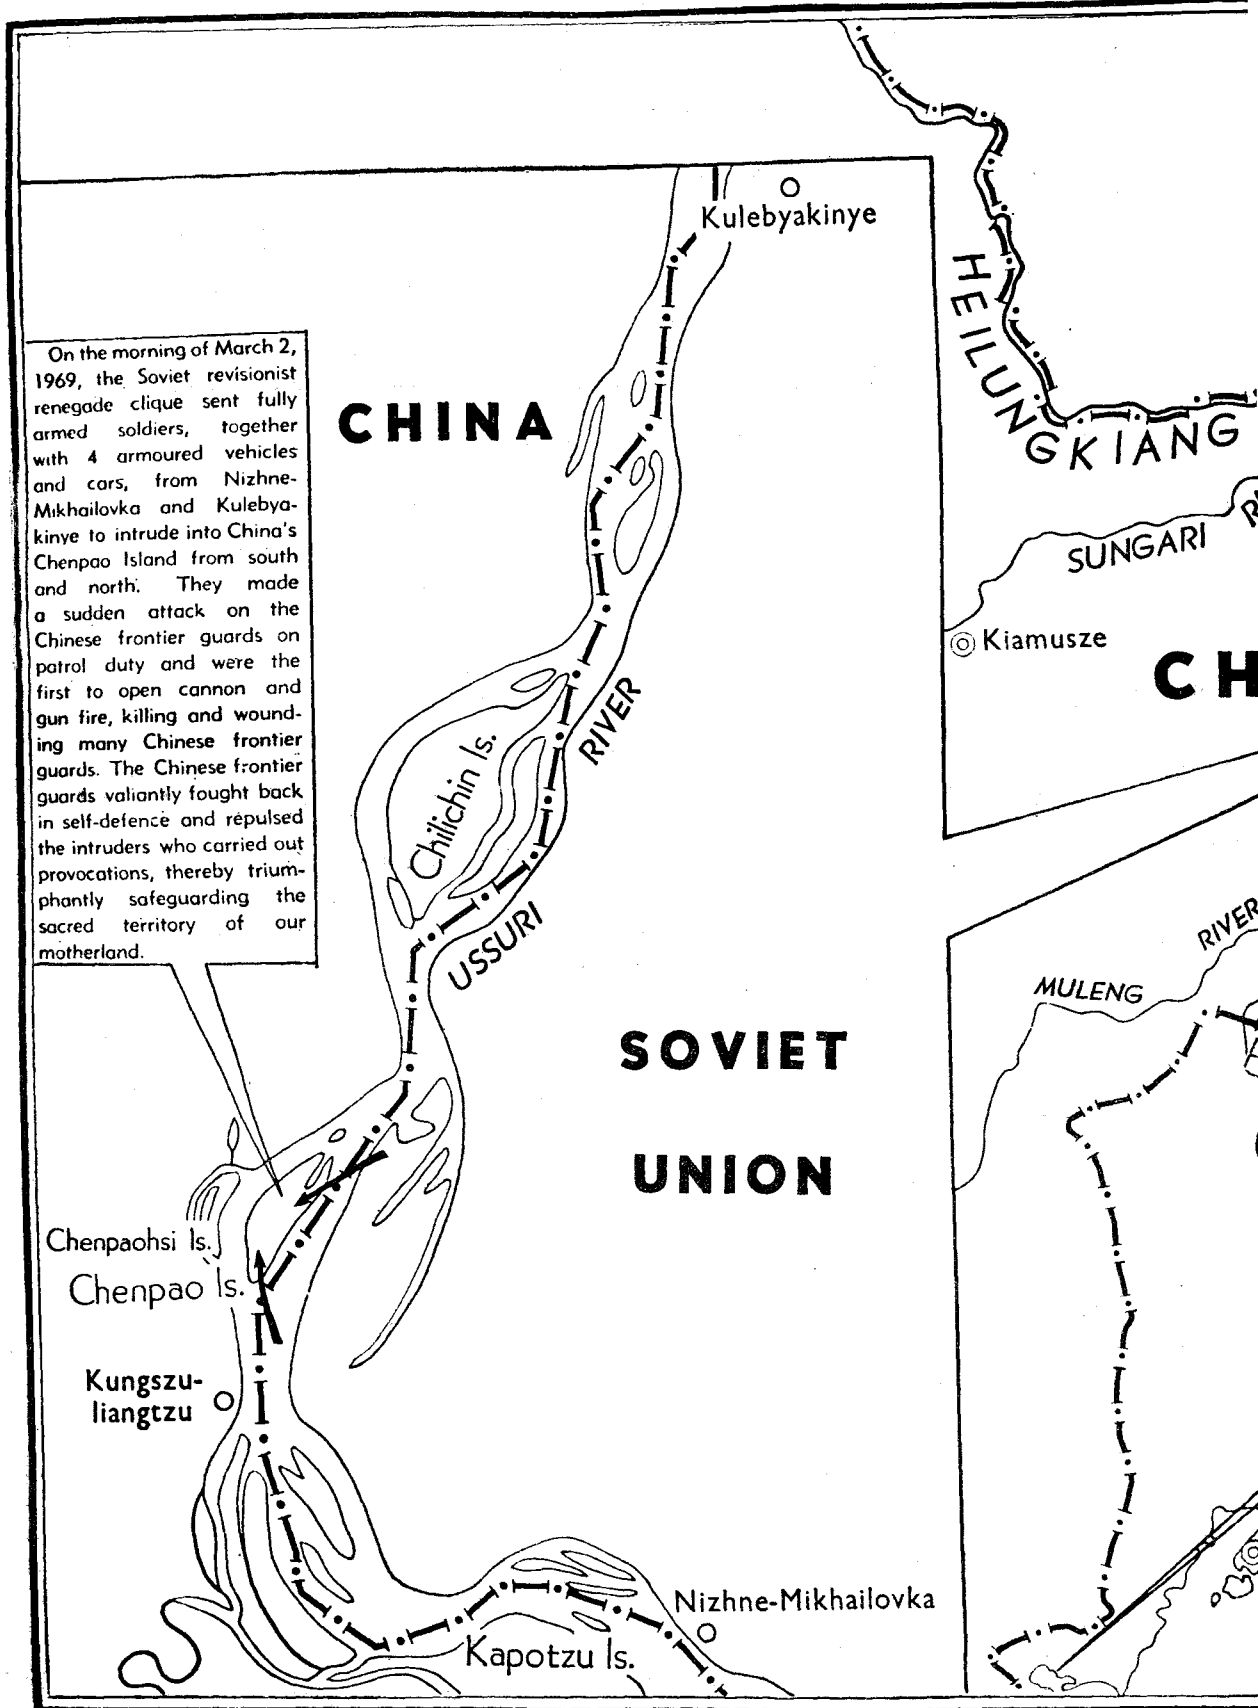 Kulebyakinye
On the morning of March 2,
1969, the Soviet revisionist
renegade clique sent fully
armed soldiers, together
with 4 armoured vehicles
and cars, from Nizhne-
Mikhailovka and Kulebya-
kinye to intrude into China's
Chenpao Island from south
and north. They made
a sudden attack on the
Chinese frontier guards on
patrol duty and were the
first to open cannon and
gun fire, killing and wound-
ing many Chinese frontier
guards. The Chinese frontier
guards valiantly fought back
in self-defence and repulsed
the intruders who carried out
provocations, thereby trium-
phantly safeguarding the
sacred territory of our
motherland.
CHINA
Chilichin Is.
USSURI RIVER
SOVIET
UNION
Chenpaohsi Is.
Chenpao Is.
Kungszu-
liangtzu
Nizhne-Mikhailovka
Kapotzu Is.
HEILUNGKIANG
SUNGARI
R
Kiamusze
CH
MULENG RIVER